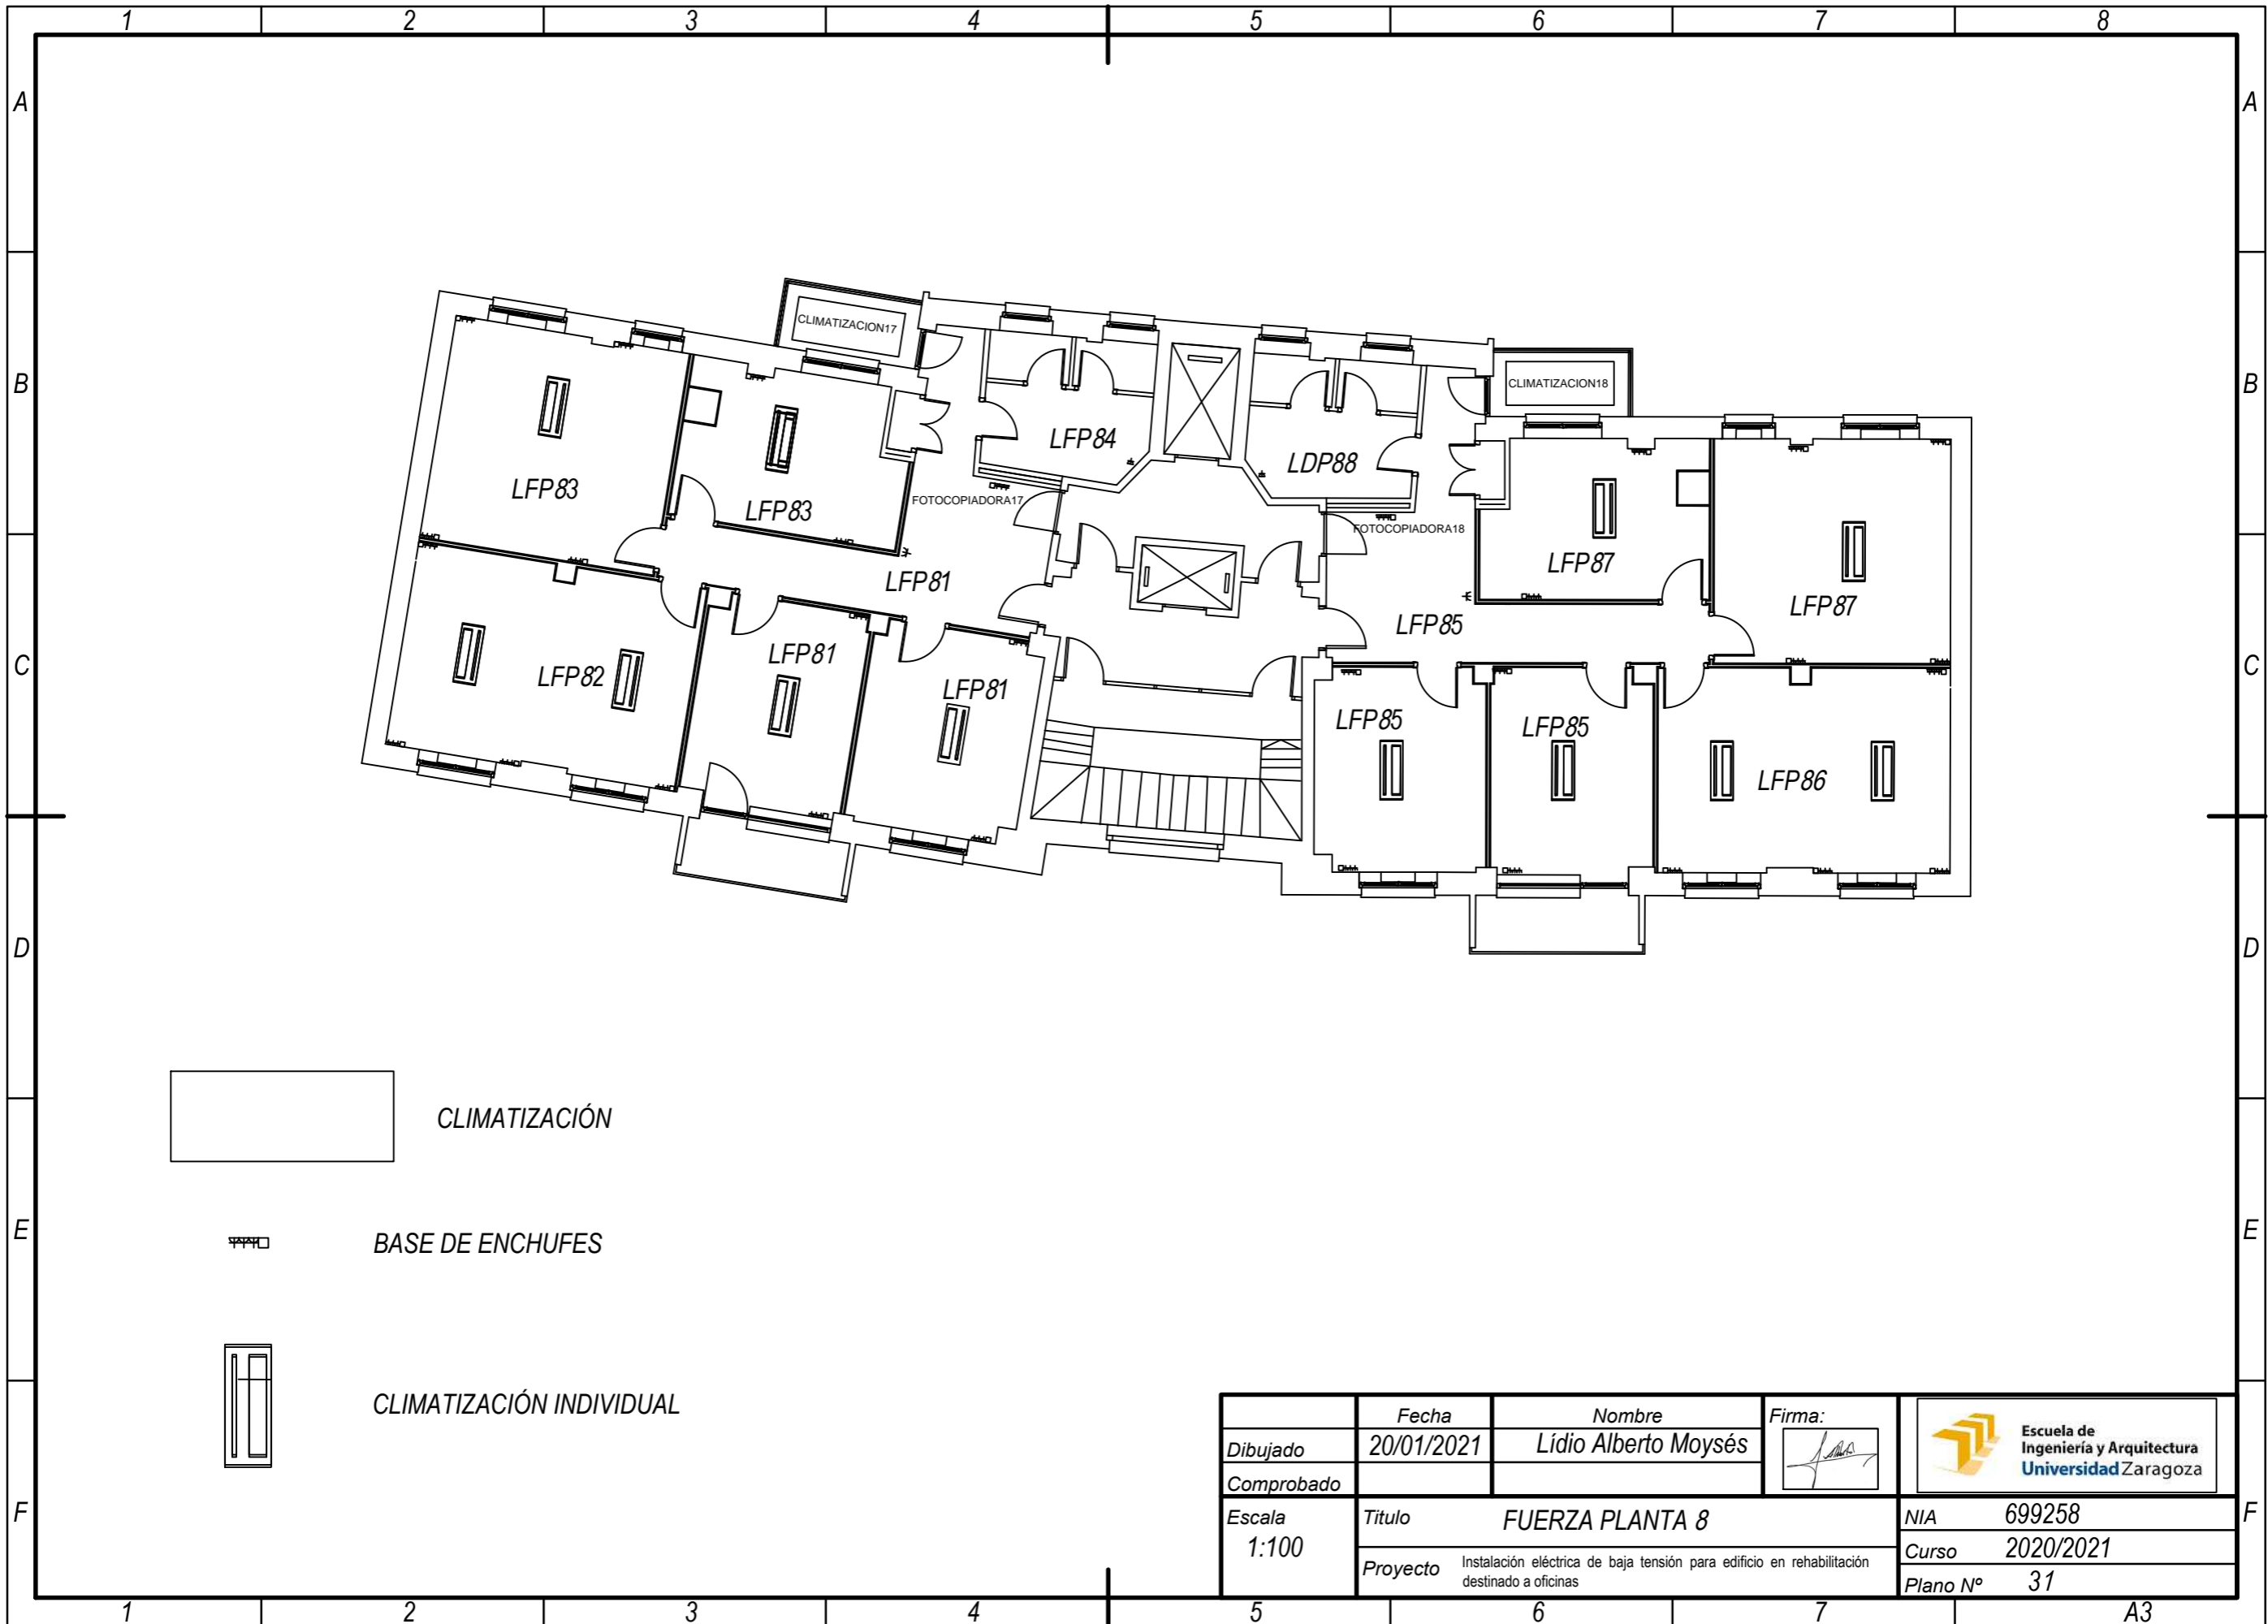 1 2 3 4 5 6 7 8
A A
B B
C C
D D
E E
F F
CLIMATIZACION17
CLIMATIZACION18
LFP84
LDP88
LFP83
LFP83
FOTOCOPIADORA17
FOTOCOPIADORA18
LFP87
LFP87
LFP81
LFP85
LFP82
LFP81
LFP81
LFP85
LFP85
LFP86
CLIMATIZACIÓN
BASE DE ENCHUFES
CLIMATIZACIÓN INDIVIDUAL
Fecha Nombre Firma:
Dibujado 20/01/2021 Lídio Alberto Moysés
Comprobado
Escuela de
Ingeniería y Arquitectura
Universidad Zaragoza
Escala
1:100
Titulo FUERZA PLANTA 8
Proyecto Instalación eléctrica de baja tensión para edificio en rehabilitación
destinado a oficinas
NIA 699258
Curso 2020/2021
Plano Nº 31
1 2 3 4 5 6 7 A3